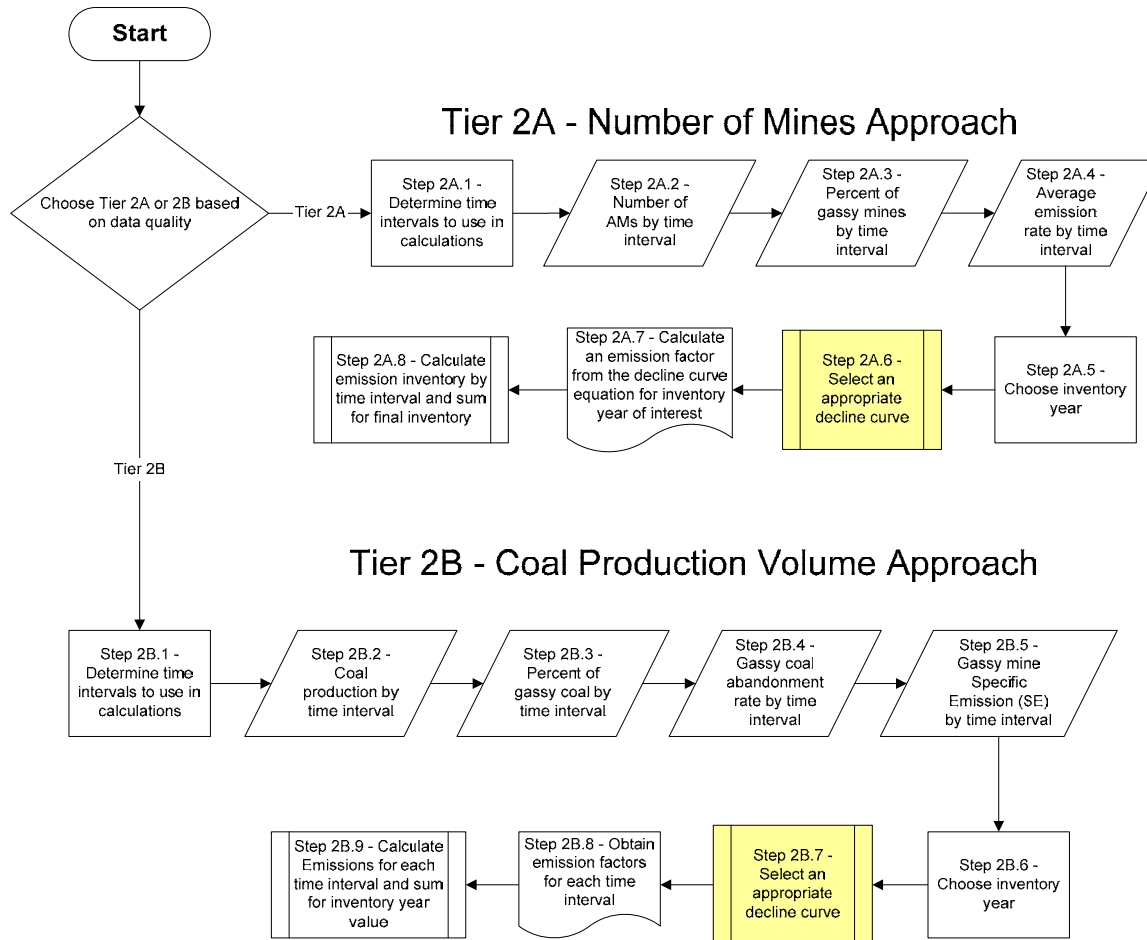 Start
Tier 2A - Number of Mines Approach
Choose Tier 2A or 2B based
on data quality
Tier 2A
Step 2A.1 -
Determine time
intervals to use in
calculations
Step 2A.2 -
Number of
AMs by time
interval
Step 2A.3 -
Percent of
gassy mines
by time
interval
Step 2A.4 -
Average
emission
rate by time
interval
Step 2A.5 -
Choose inventory
year
Step 2A.6 -
Select an
appropriate
decline curve
Step 2A.7 - Calculate
an emission factor
from the decline curve
equation for inventory
year of interest
Step 2A.8 - Calculate
emission inventory by
time interval and sum
for final inventory
Tier 2B
Tier 2B - Coal Production Volume Approach
Step 2B.1 -
Determine time
intervals to use in
calculations
Step 2B.2 -
Coal
production by
time interval
Step 2B.3 -
Percent of
gassy coal by
time interval
Step 2B.4 -
Gassy coal
abandonment
rate by time
interval
Step 2B.5 -
Gassy mine
Specific
Emission (SE)
by time interval
Step 2B.6 -
Choose inventory
year
Step 2B.7 -
Select an
appropriate
decline curve
Step 2B.8 - Obtain
emission factors
for each time
interval
Step 2B.9 - Calculate
Emissions for each
time interval and sum
for inventory year
value